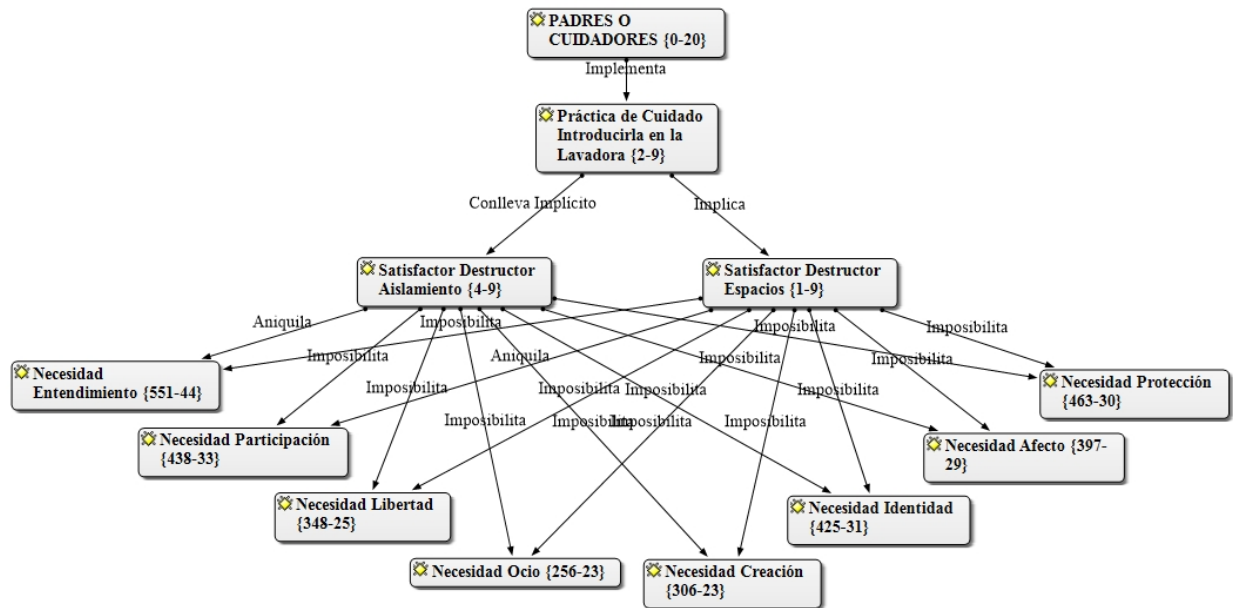 PADRES O
CUIDADORES {0-20}
Implementa
Práctica de Cuidado
Introducirla en la
Lavadora {2-9}
Conlleva Implícito
Implica
Satisfactor Destructor
Aislamiento {4-9}
Satisfactor Destructor
Espacios {1-9}
Aniquila
Imposibilita
Imposibilita
Imposibilita
Imposibilita
Aniquila
Imposibilita
Imposibilita
Imposibilita
Imposibilita
Imposibilita
Imposibilita
Imposibilita
Imposibilita
Imposibilita
Imposibilita
Necesidad
Entendimiento {551-44}
Necesidad Protección
{463-30}
Necesidad Participación
{438-33}
Necesidad Afecto {397-
29}
Necesidad Libertad
{348-25}
Necesidad Identidad
{425-31}
Necesidad Ocio {256-23}
Necesidad Creación
{306-23}